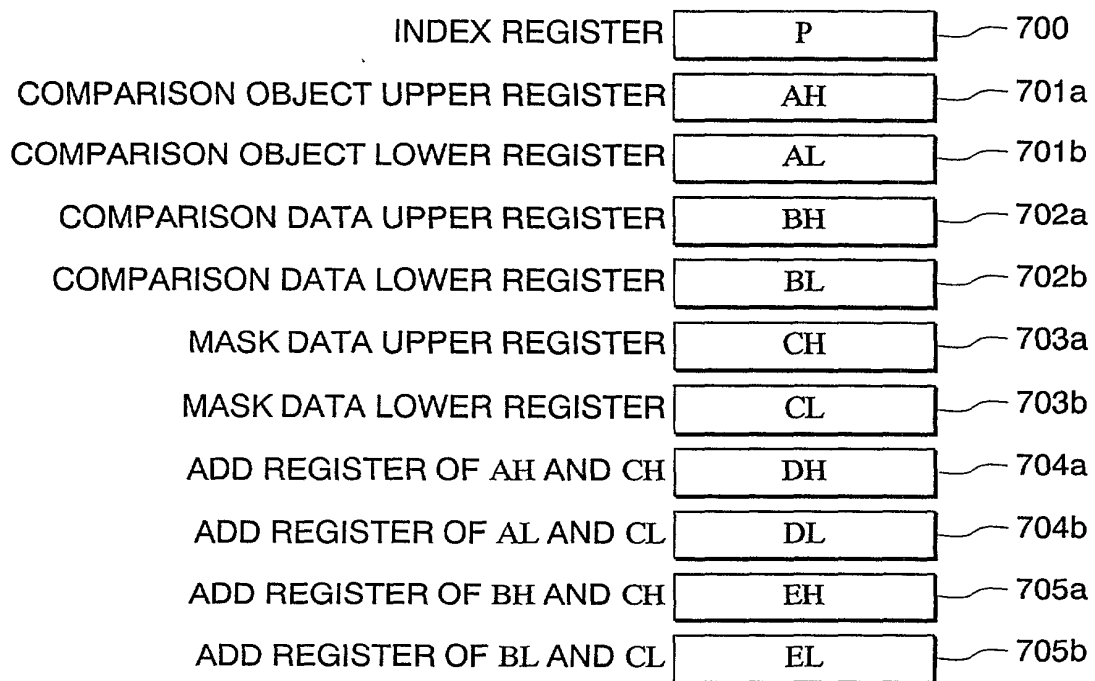 INDEX REGISTER P 700
COMPARISON OBJECT UPPER REGISTER AH 701a
COMPARISON OBJECT LOWER REGISTER AL 701b
COMPARISON DATA UPPER REGISTER BH 702a
COMPARISON DATA LOWER REGISTER BL 702b
MASK DATA UPPER REGISTER CH 703a
MASK DATA LOWER REGISTER CL 703b
ADD REGISTER OF AH AND CH DH 704a
ADD REGISTER OF AL AND CL DL 704b
ADD REGISTER OF BH AND CH EH 705a
ADD REGISTER OF BL AND CL EL 705b